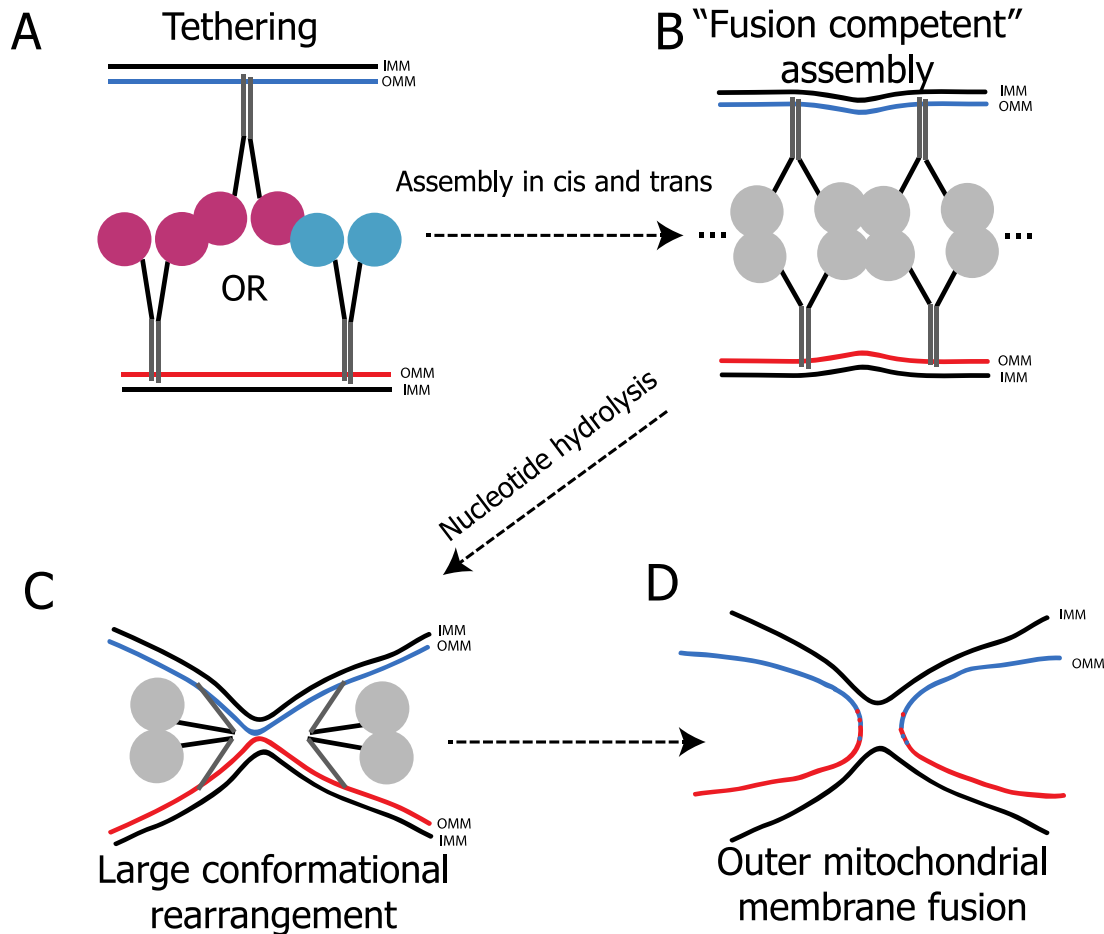 A
Tethering
IMM
OMM
OR
OMM
IMM
Assembly in cis and trans
B
“Fusion competent”
assembly
IMM
OMM
OMM
IMM
Nucleotide hydrolysis
C
IMM
OMM
OMM
IMM
Large conformational
rearrangement
D
IMM
OMM
Outer mitochondrial
membrane fusion